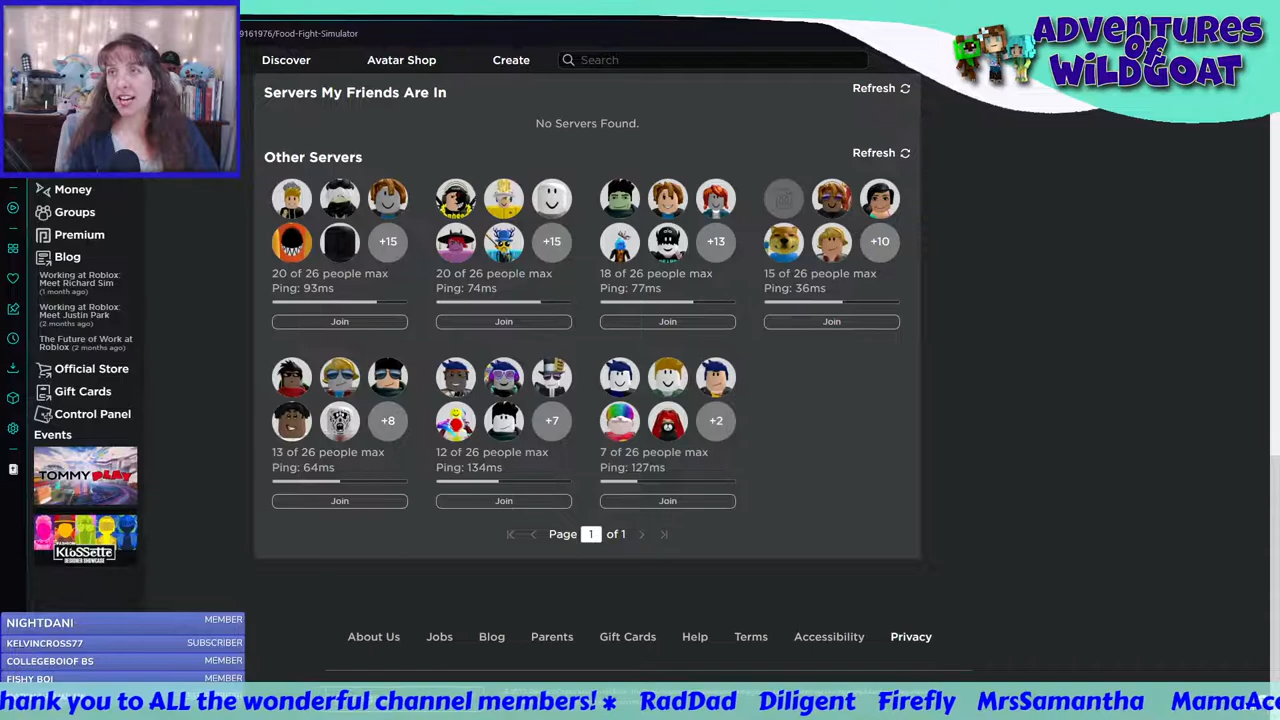 9161976/Food-Fight-Simulator
ADVENTURES
of
WILDGOAT
Discover
Avatar Shop
Create
Search
Servers My Friends Are In
Refresh
No Servers Found.
Other Servers
Refresh
+15
+15
+13
+10
20 of 26 people max
20 of 26 people max
18 of 26 people max
15 of 26 people max
Ping: 93ms
Ping: 74ms
Ping: 77ms
Ping: 36ms
Join
Join
Join
Join
+8
+7
+2
13 of 26 people max
12 of 26 people max
7 of 26 people max
Ping: 64ms
Ping: 134ms
Ping: 127ms
Join
Join
Join
Page 1 of 1
Money
Groups
Premium
Blog
Working at Roblox:
Meet Richard Sim
(1 month ago)
Working at Roblox:
Meet Justin Park
(2 months ago)
The Future of Work at
Roblox (2 months ago)
Official Store
Gift Cards
Control Panel
Events
TOMMY PLAY
KLOSSETTE
DESIGNER SHOWCASE
About Us
Jobs
Blog
Parents
Gift Cards
Help
Terms
Accessibility
Privacy
NIGHTDANI MEMBER
KELVINCROSS77 SUBSCRIBER
COLLEGEBOIOF BS MEMBER
FISHY BOI MEMBER
hank you to ALL the wonderful channel members! * RadDad Diligent Firefly MrsSamantha MamaAc